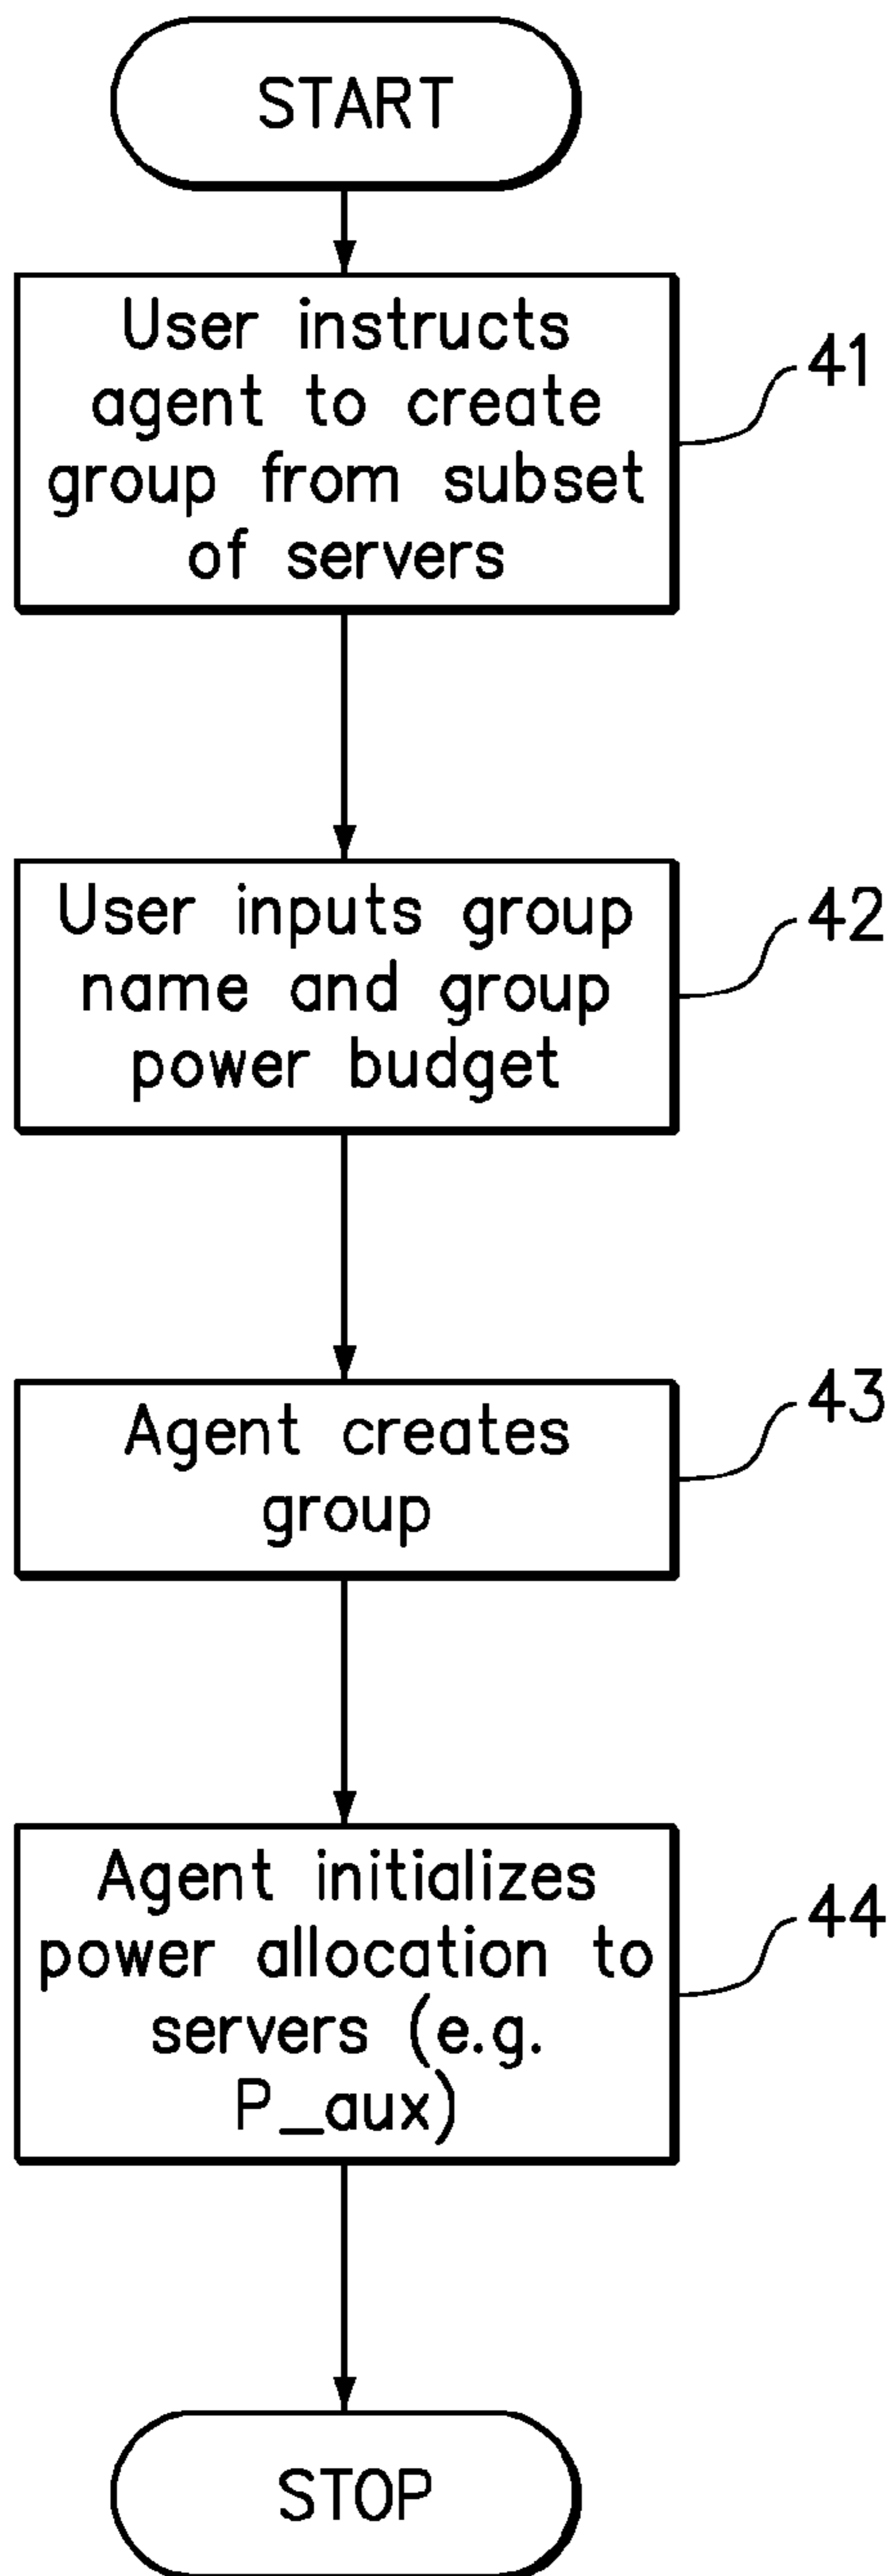 START
User instructs
agent to create
group from subset
of servers
41
User inputs group
name and group
power budget
42
Agent creates
group
43
Agent initializes
power allocation to
servers (e.g.
P_aux)
44
STOP